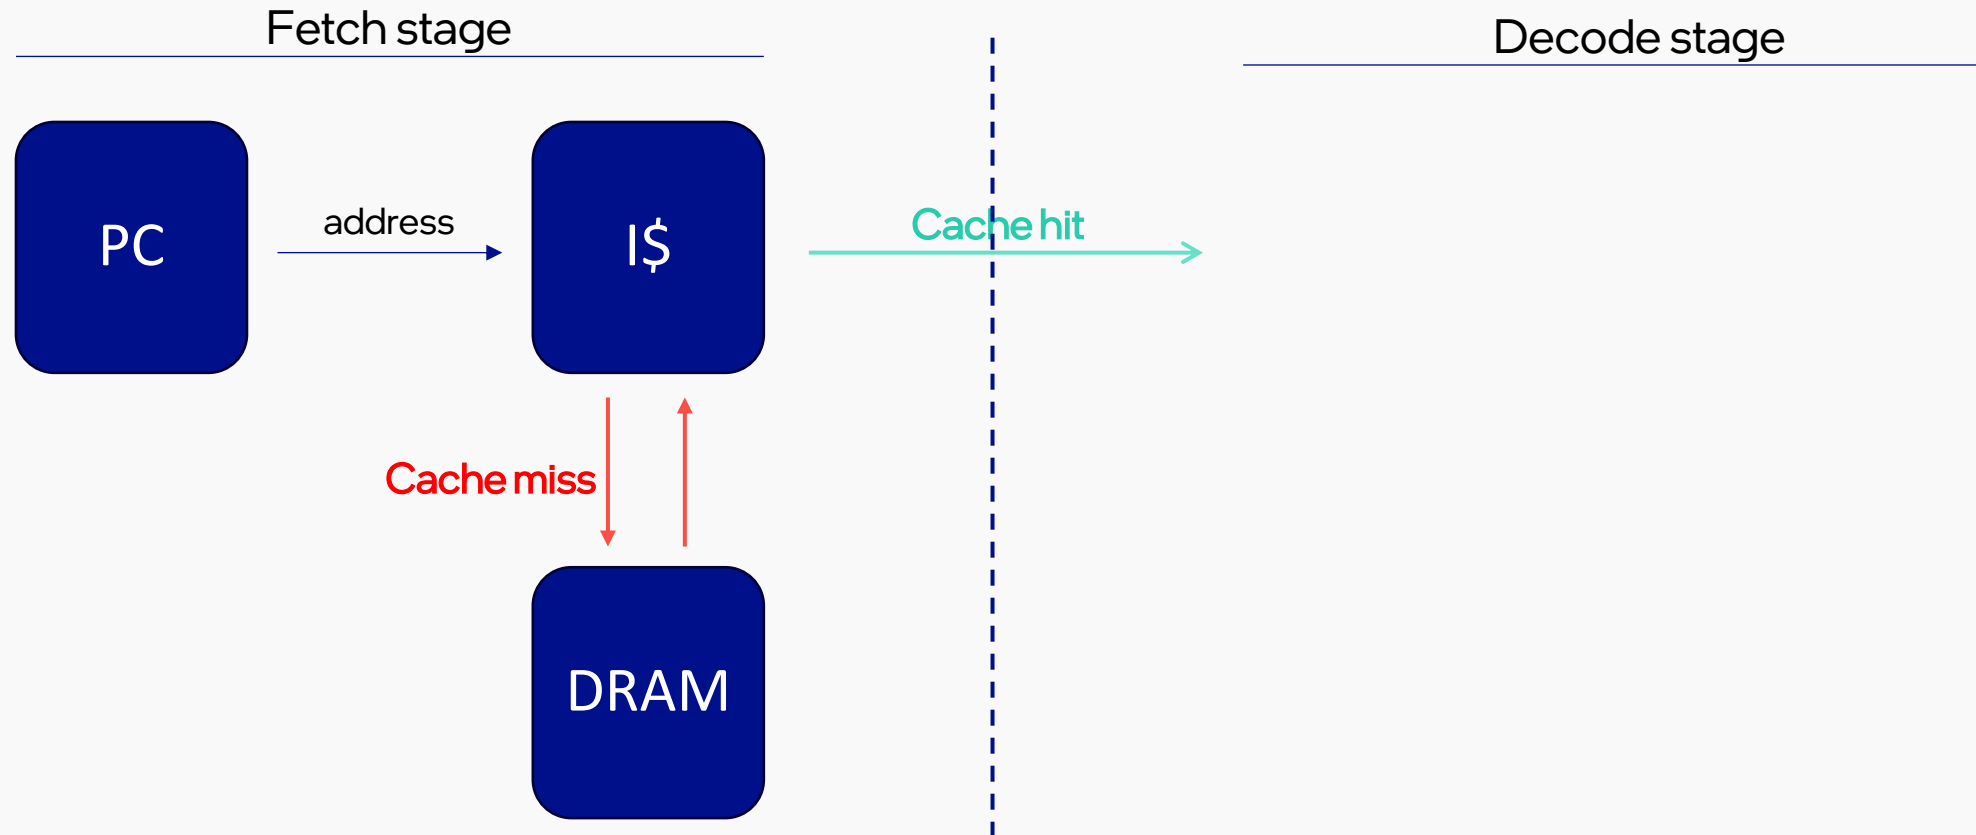 Fetch stage
Decode stage
PC
address
I$
Cache hit
Cache miss
DRAM